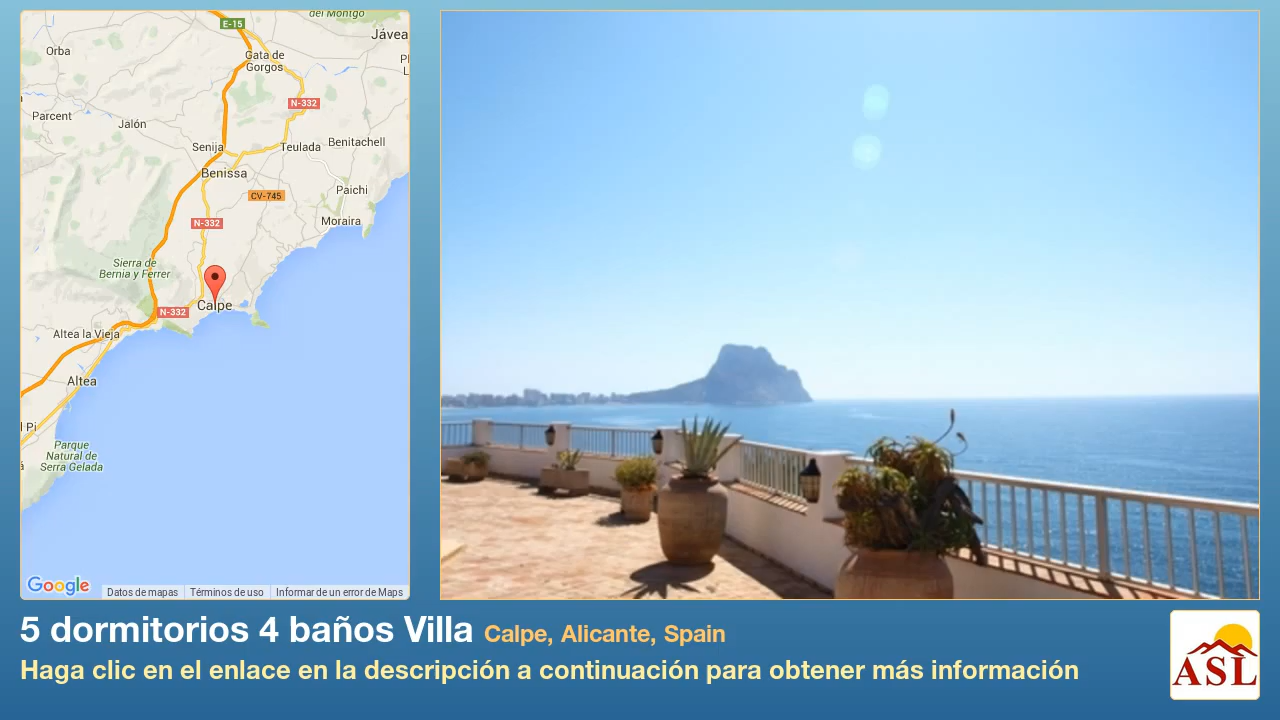 del Montgó
E-15
Jávea
Orba
Gata de
Gorgos
N-332
Parcent
Jalón
Senija
Teulada
Benitachell
Benissa
CV-745
Paichi
N-332
Moraira
Sierra de
Bernia y Ferrer
Calpe
N-332
Altea la Vieja
Altea
l Pi
Parque
Natural de
Serra Gelada
Google
Datos de mapas
Términos de uso
Informar de un error de Maps
5 dormitorios 4 baños Villa Calpe, Alicante, Spain
Haga clic en el enlace en la descripción a continuación para obtener más información
ASL